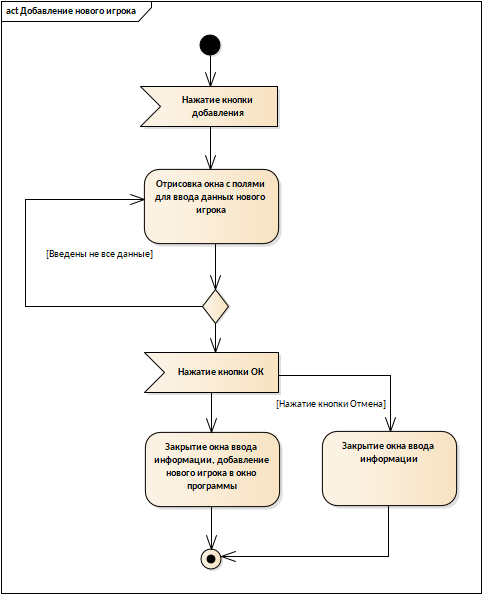 act Добавление нового игрока
Нажатие кнопки
добавления
Отрисовка окна с полями
для ввода данных нового
игрока
[Введены не все данные]
Нажатие кнопки ОК
[Нажатие кнопки Отмена]
Закрытие окна ввода
информации, добавление
нового игрока в окно
программы
Закрытие окна ввода
информации